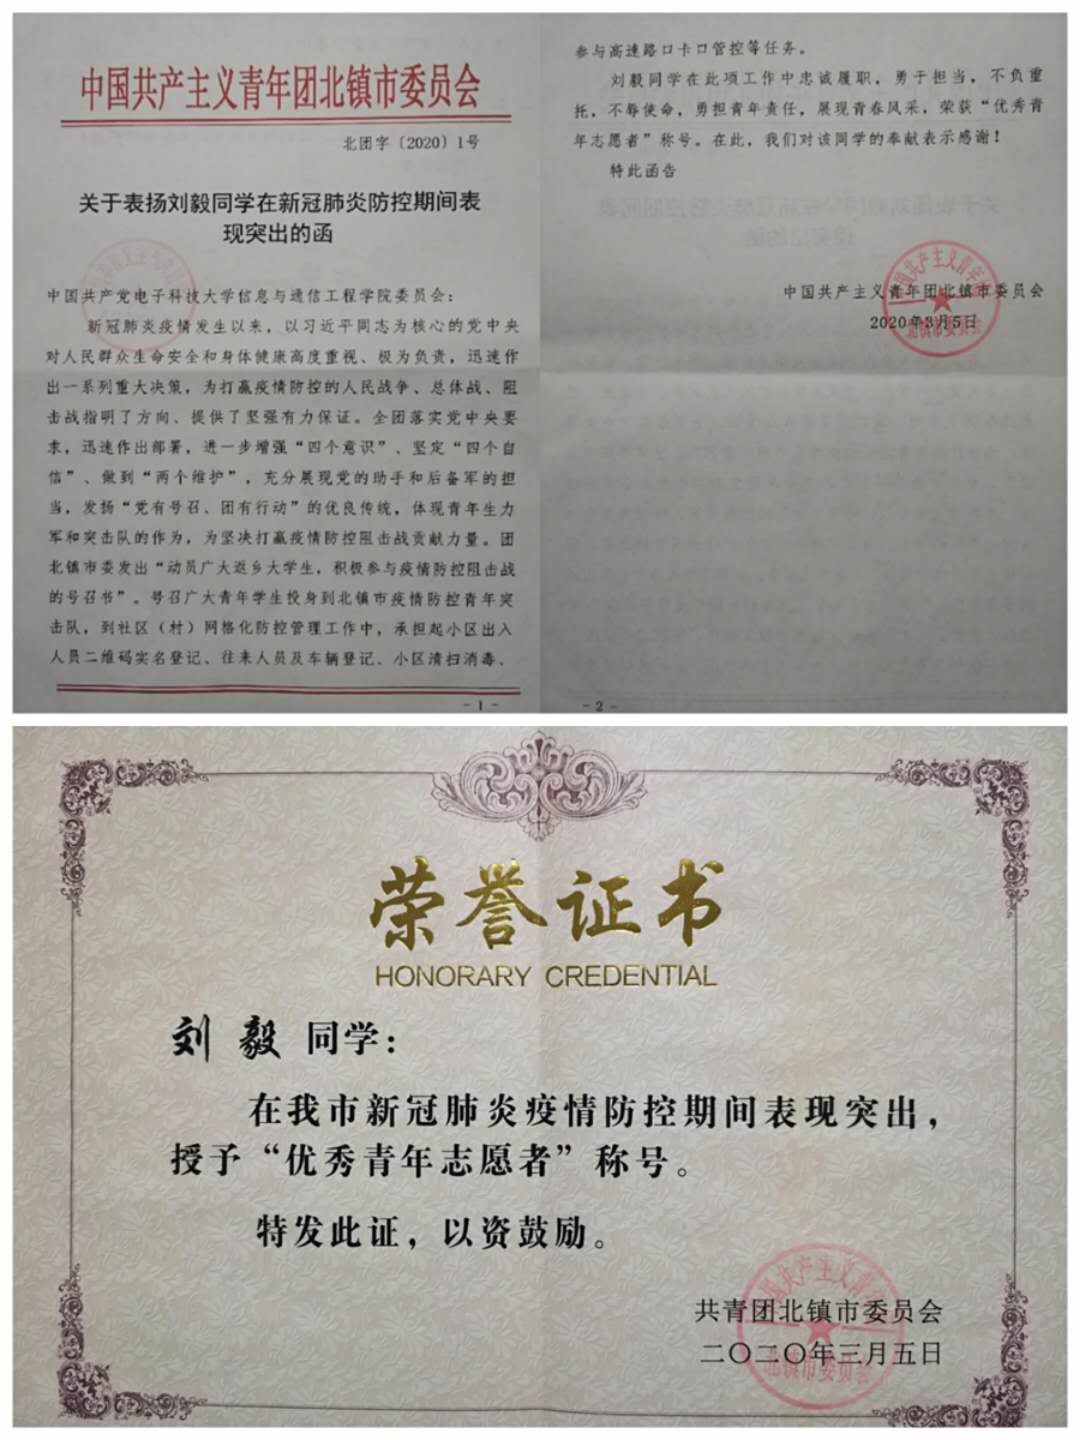 中国共产主义青年团北镇市委员会
北团字〔2020〕1号
关于表扬刘毅同学在新冠肺炎防控期间表
现突出的函
中国共产党电子科技大学信息与通信工程学院委员会：
新冠肺炎疫情发生以来，以习近平同志为核心的党中央
对人民群众生命安全和身体健康高度重视、极为负责，迅速作
出一系列重大决策，为打赢疫情防控的人民战争、总体战、阻
击战指明了方向、提供了坚强有力保证。全团落实党中央要
求，迅速作出部署，进一步增强“四个意识”、坚定“四个自
信”、做到“两个维护”，充分展现党的助手和后备军的担
当，发扬“党有号召、团有行动”的优良传统，体现青年生力
军和突击队的作为，为坚决打赢疫情防控阻击战贡献力量。团
北镇市委发出“动员广大返乡大学生，积极参与疫情防控阻击战
的号召书”。号召广大青年学生投身到北镇市疫情防控青年突
击队，到社区（村）网格化防控管理工作中，承担起小区出入
人员二维码实名登记、往来人员及车辆登记、小区清扫消毒、
- 1 -
参与高速路口卡口管控等任务。
刘毅同学在此项工作中忠诚履职，勇于担当，不负重
托，不辱使命，勇担青年责任，展现青春风采，荣获“优秀青
年志愿者”称号。在此，我们对该同学的奉献表示感谢！
特此函告
中国共产主义青年团北镇市委员会
2020年3月5日
- 2 -
荣誉证书
HONORARY CREDENTIAL
刘毅 同学：
在我市新冠肺炎疫情防控期间表现突出，
授予“优秀青年志愿者”称号。
特发此证，以资鼓励。
共青团北镇市委员会
二〇二〇年三月五日